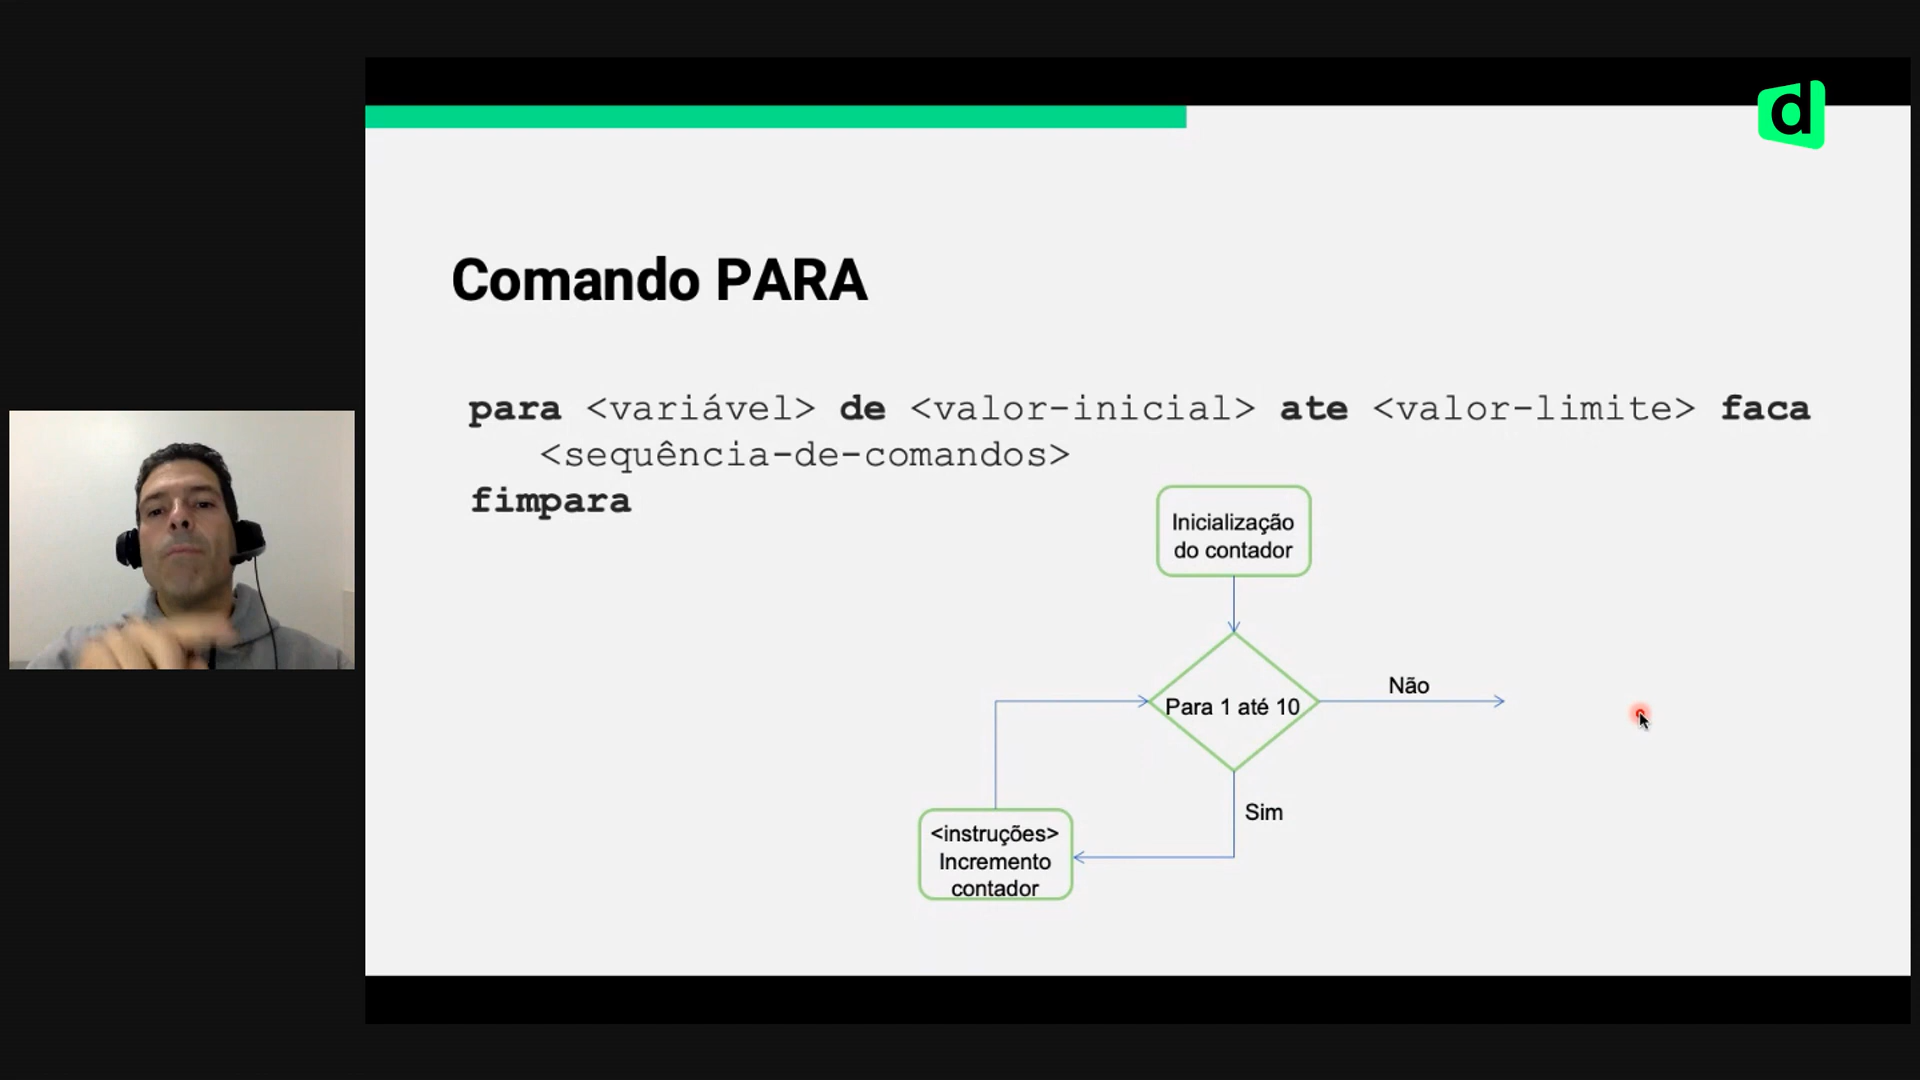 d
Comando PARA
para <variável> de <valor-inicial> ate <valor-limite> faca
<sequência-de-comandos>
fimpara
Inicialização
do contador
Para 1 até 10
Não
Sim
<instruções>
Incremento
contador